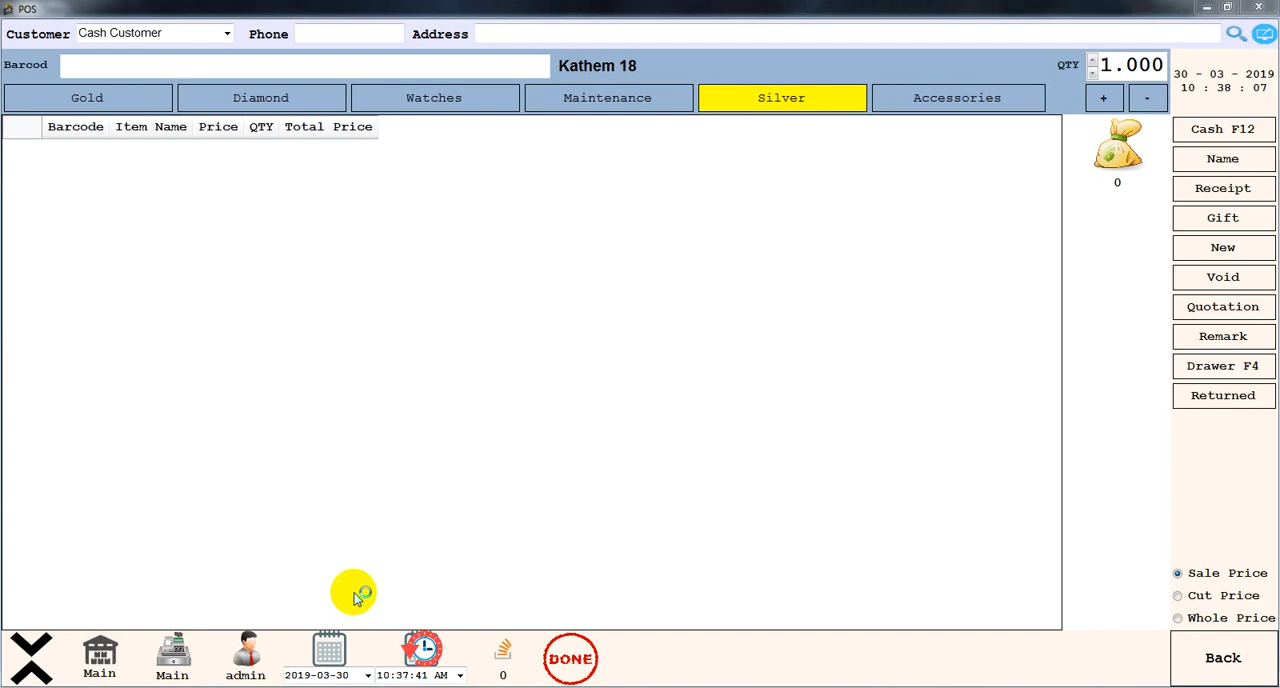 POS
Customer Cash Customer Phone Address
Barcod Kathem 18 QTY 1.000
30 - 03 - 2019
10 : 38 : 07
Gold Diamond Watches Maintenance Silver Accessories + -
Barcode Item Name Price QTY Total Price
0
Cash F12
Name
Receipt
Gift
New
Void
Quotation
Remark
Drawer F4
Returned
Sale Price
Cut Price
Whole Price
Main Main admin 2019-03-30 10:37:41 AM 0 DONE
Back